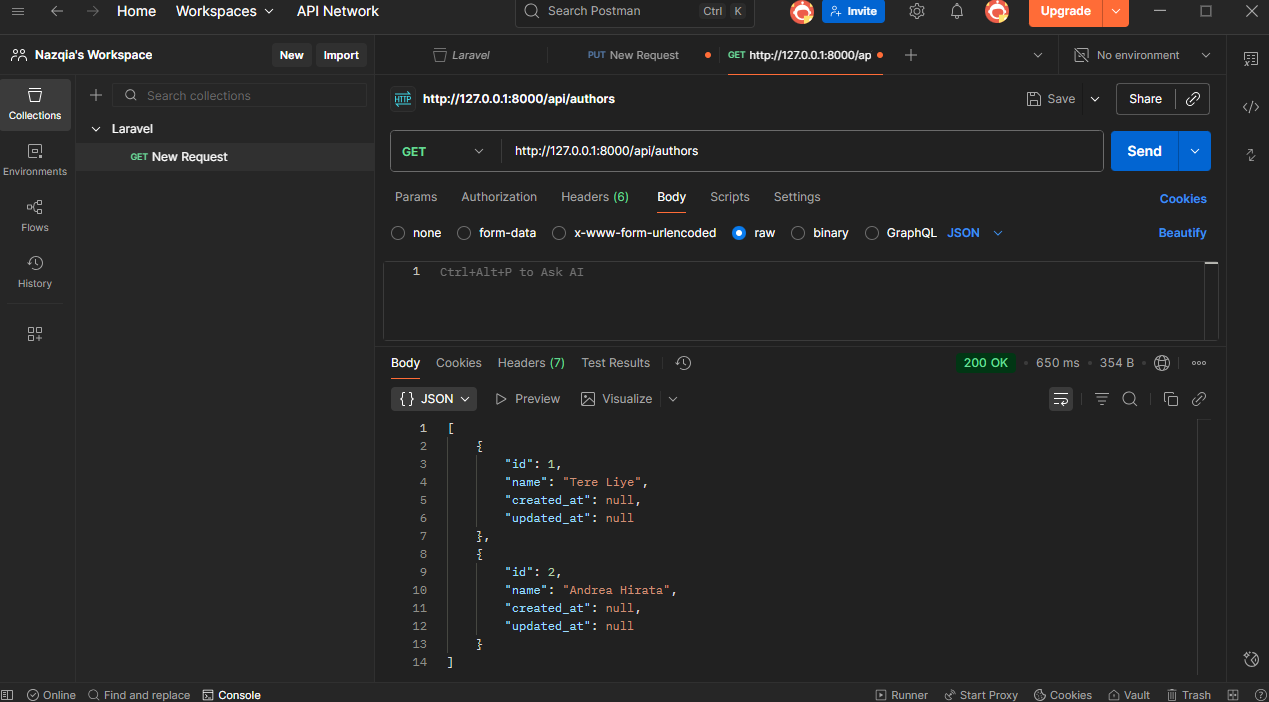 Home Workspaces API Network Search Postman Ctrl K Invite Upgrade
Nazqia's Workspace New Import Laravel PUT New Request GET http://127.0.0.1:8000/ap No environment
Collections
Search collections
Laravel
GET New Request
Environments
Flows
History
HTTP http://127.0.0.1:8000/api/authors Save Share
GET http://127.0.0.1:8000/api/authors Send
Params Authorization Headers (6) Body Scripts Settings Cookies
none form-data x-www-form-urlencoded raw binary GraphQL JSON Beautify
1 Ctrl+Alt+P to Ask AI
Body Cookies Headers (7) Test Results 200 OK • 650 ms • 354 B •
{} JSON Preview Visualize
1 [
2 {
3 "id": 1,
4 "name": "Tere Liye",
5 "created_at": null,
6 "updated_at": null
7 },
8 {
9 "id": 2,
10 "name": "Andrea Hirata",
11 "created_at": null,
12 "updated_at": null
13 }
14 ]
Online Find and replace Console Runner Start Proxy Cookies Vault Trash